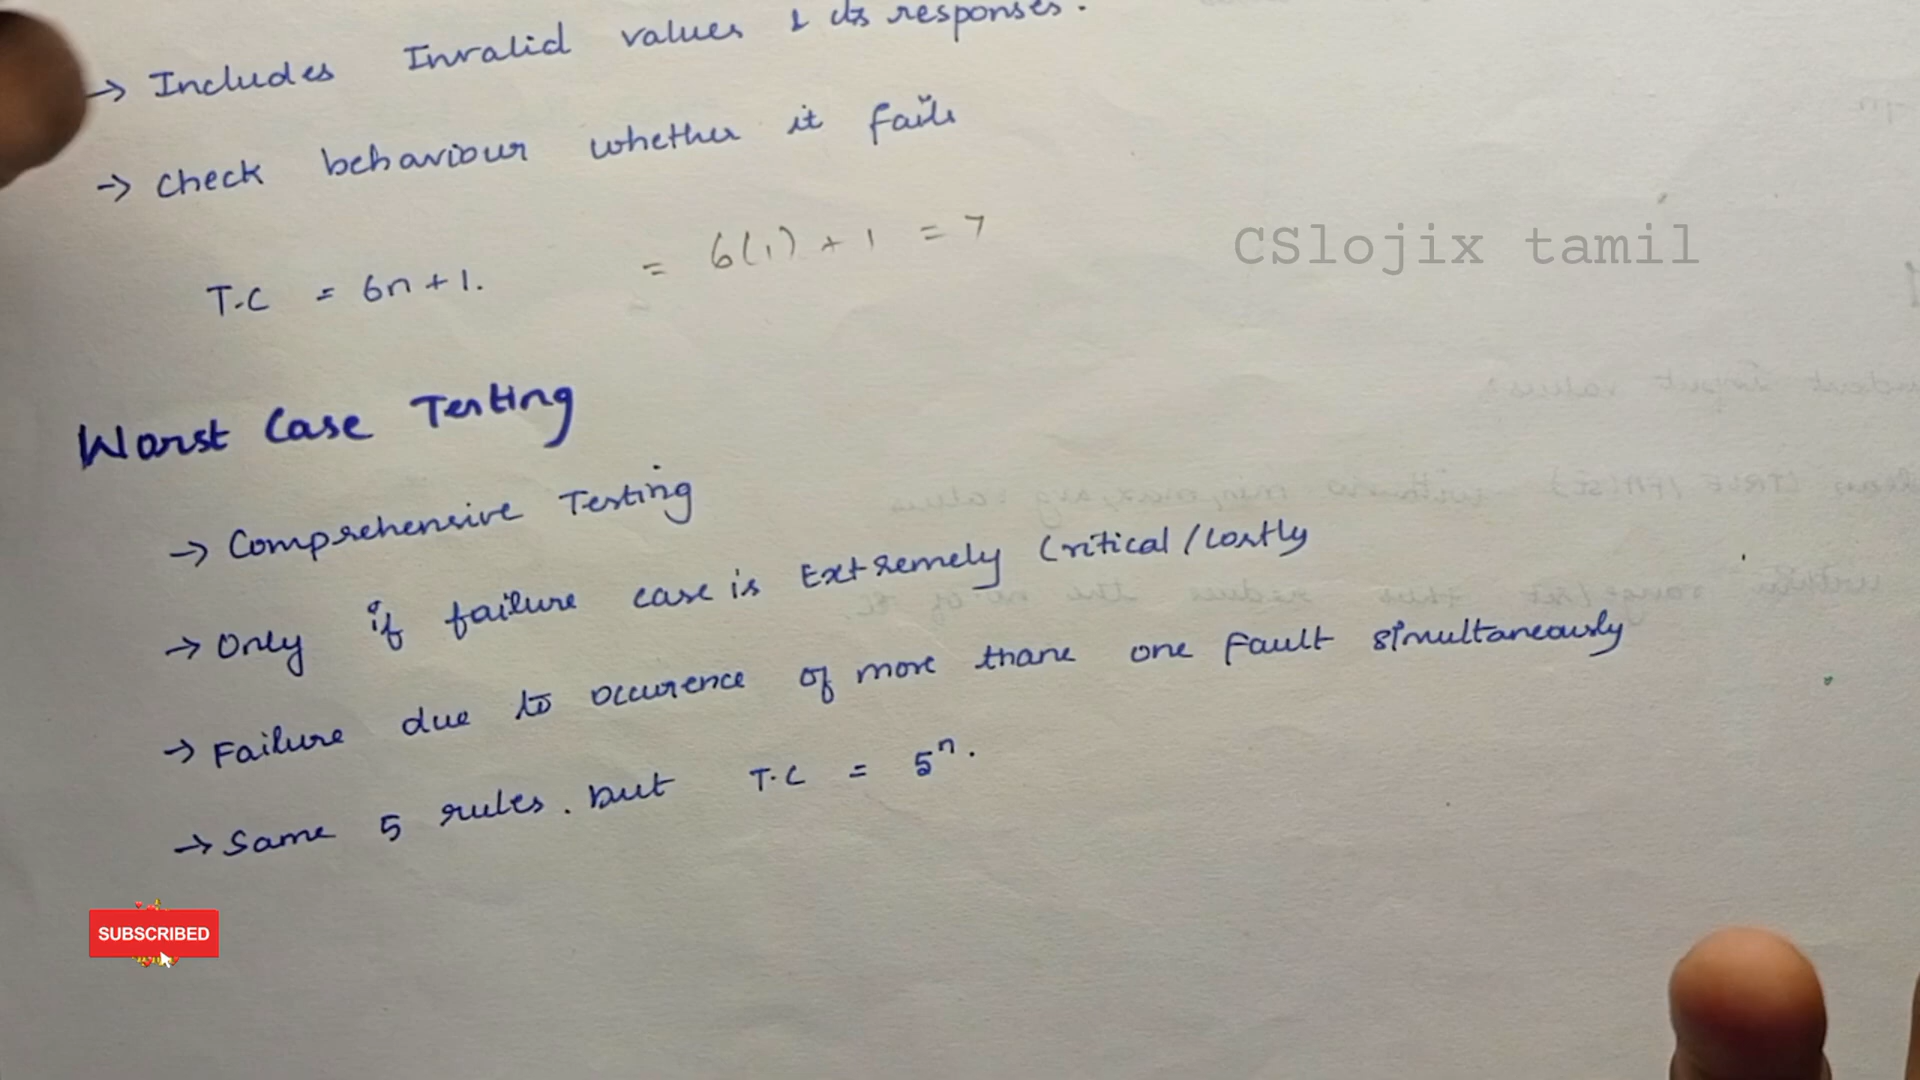 → Includes Invalid values & its responses.
→ check behaviour whether it fails
T.C = 6n + 1. = 6(1) + 1 = 7
CSlojix tamil
Worst Case Testing
→ Comprehensive Testing
→ Only if failure case is Extremely Critical / Costly
→ Failure due to occurence of more thane one Fault simultaneously
→ Same 5 rules. but T.C = 5ⁿ.
SUBSCRIBED